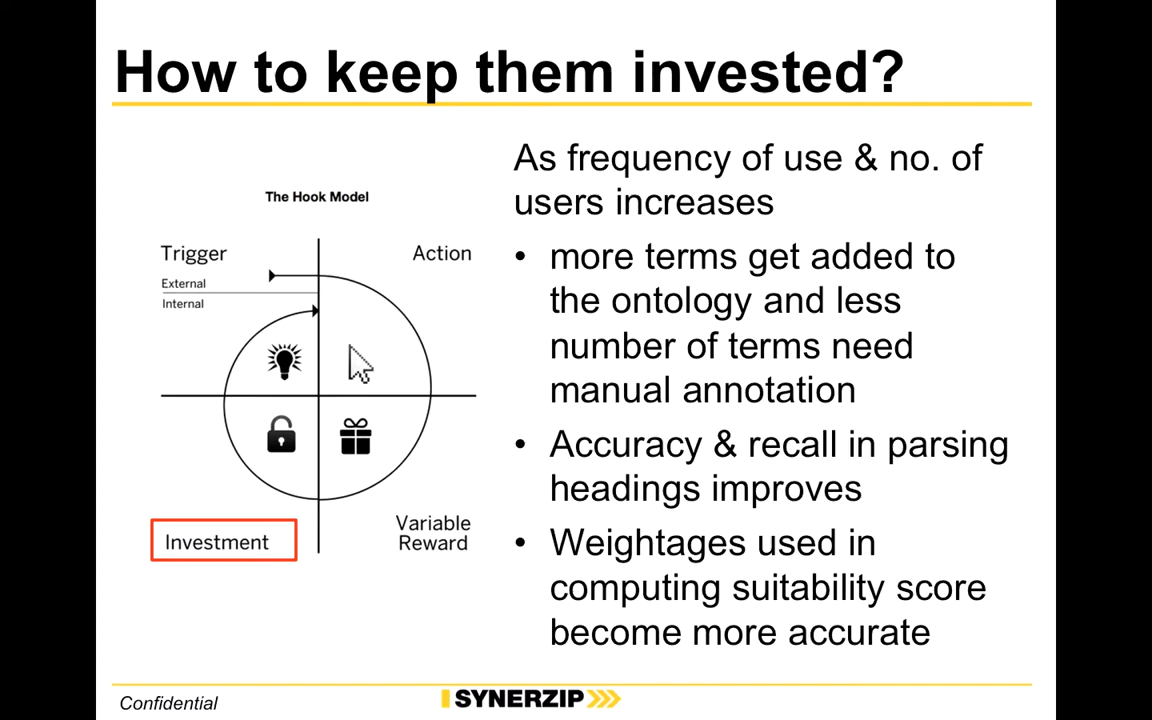 How to keep them invested?
The Hook Model
Trigger
External
Internal
Action
Investment
Variable
Reward
As frequency of use & no. of
users increases
• more terms get added to
the ontology and less
number of terms need
manual annotation
• Accuracy & recall in parsing
headings improves
• Weightages used in
computing suitability score
become more accurate
Confidential
SYNERZIP